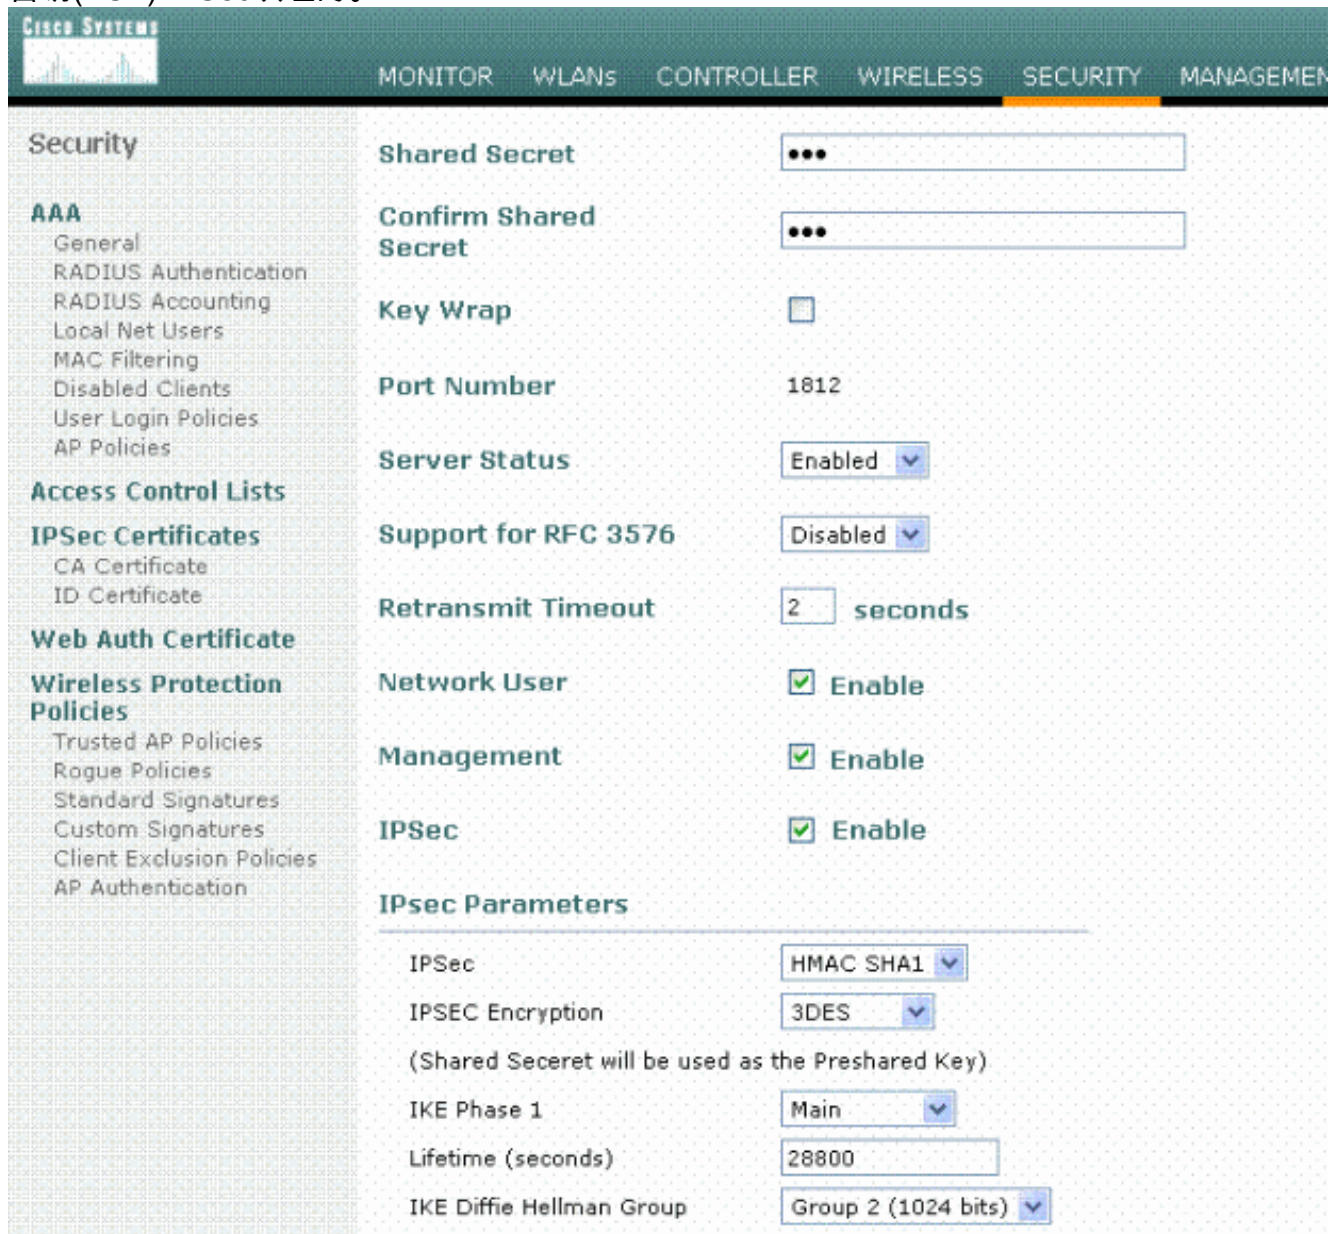 CISCO SYSTEMS
MONITOR WLANs CONTROLLER WIRELESS SECURITY MANAGEMEN
Security
AAA
General
RADIUS Authentication
RADIUS Accounting
Local Net Users
MAC Filtering
Disabled Clients
User Login Policies
AP Policies
Access Control Lists
IPSec Certificates
CA Certificate
ID Certificate
Web Auth Certificate
Wireless Protection
Policies
Trusted AP Policies
Rogue Policies
Standard Signatures
Custom Signatures
Client Exclusion Policies
AP Authentication
Shared Secret •••
Confirm Shared
Secret •••
Key Wrap
Port Number 1812
Server Status Enabled
Support for RFC 3576 Disabled
Retransmit Timeout 2 seconds
Network User Enable
Management Enable
IPSec Enable
IPsec Parameters
IPSec HMAC SHA1
IPSEC Encryption 3DES
(Shared Seceret will be used as the Preshared Key)
IKE Phase 1 Main
Lifetime (seconds) 28800
IKE Diffie Hellman Group Group 2 (1024 bits)